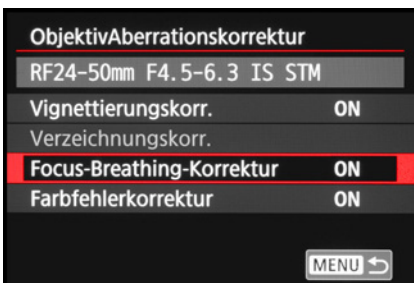 ObjektivAberrationskorrektur
RF24-50mm F4.5-6.3 IS STM
Vignettierungskorr. ON
Verzeichnungskorr.
Focus-Breathing-Korrektur ON
Farbfehlerkorrektur ON
MENU